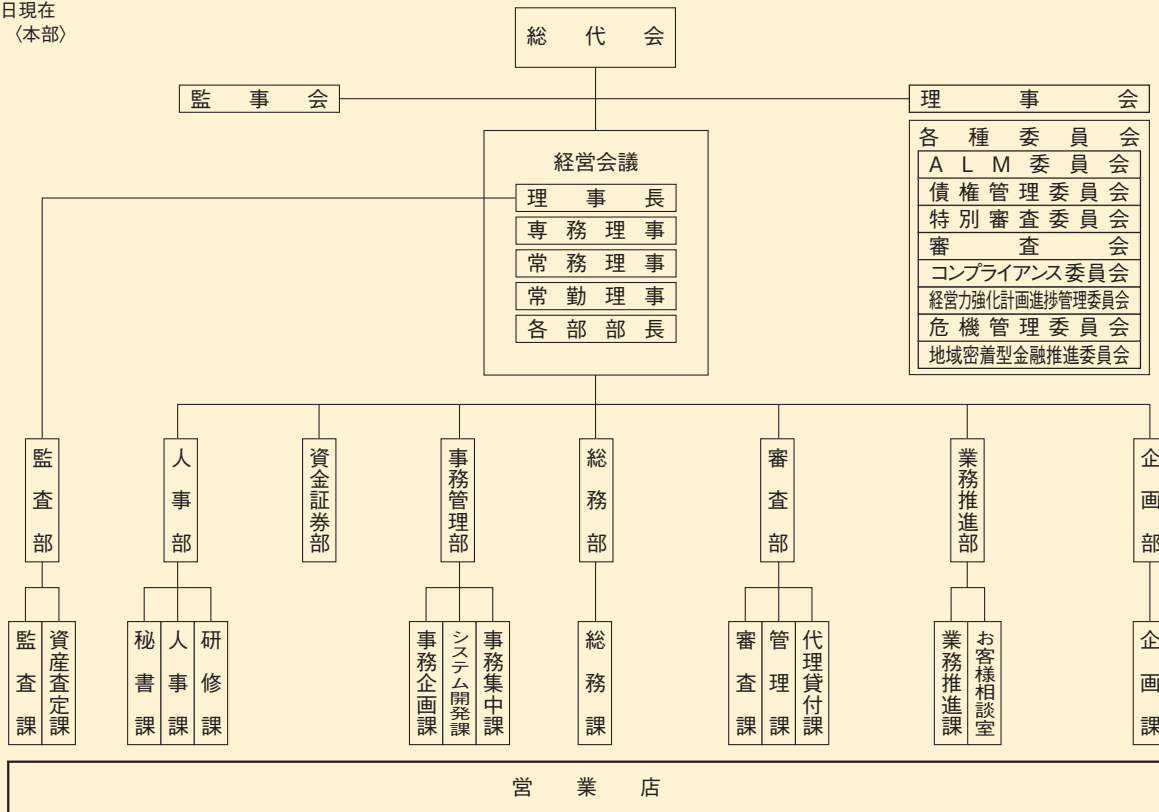 日現在
〈本部〉
総代会
監事会
理事会
各種委員会
ALM委員会
債権管理委員会
特別審査委員会
審査会
コンプライアンス委員会
経営力強化計画進捗管理委員会
危機管理委員会
地域密着型金融推進委員会
経営会議
理事長
専務理事
常務理事
常勤理事
各部部長
監査部
人事部
資金証券部
事務管理部
総務部
審査部
業務推進部
企画部
監査課
資産査定課
秘書課
人事課
研修課
事務企画課
システム開発課
事務集中課
総務課
審査課
管理課
代理貸付課
業務推進課
お客様相談室
企画課
営業店